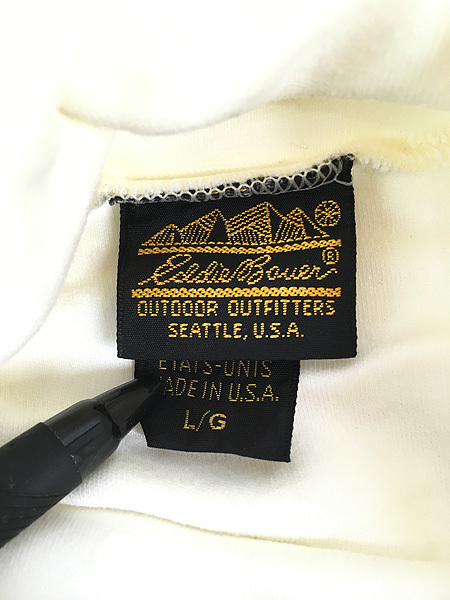 Eddie Bauer®
OUTDOOR OUTFITTERS
SEATTLE, U.S.A.
ETATS-UNIS
MADE IN U.S.A.
L/G